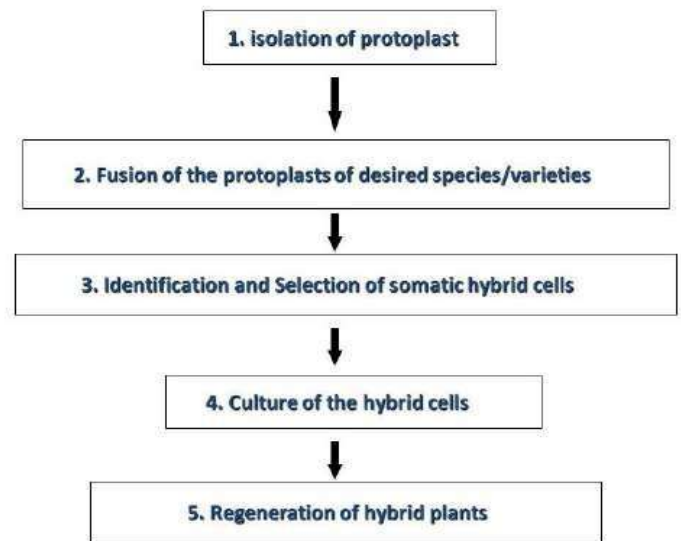 1. isolation of protoplast
2. Fusion of the protoplasts of desired species/varieties
3. Identification and Selection of somatic hybrid cells
4. Culture of the hybrid cells
5. Regeneration of hybrid plants